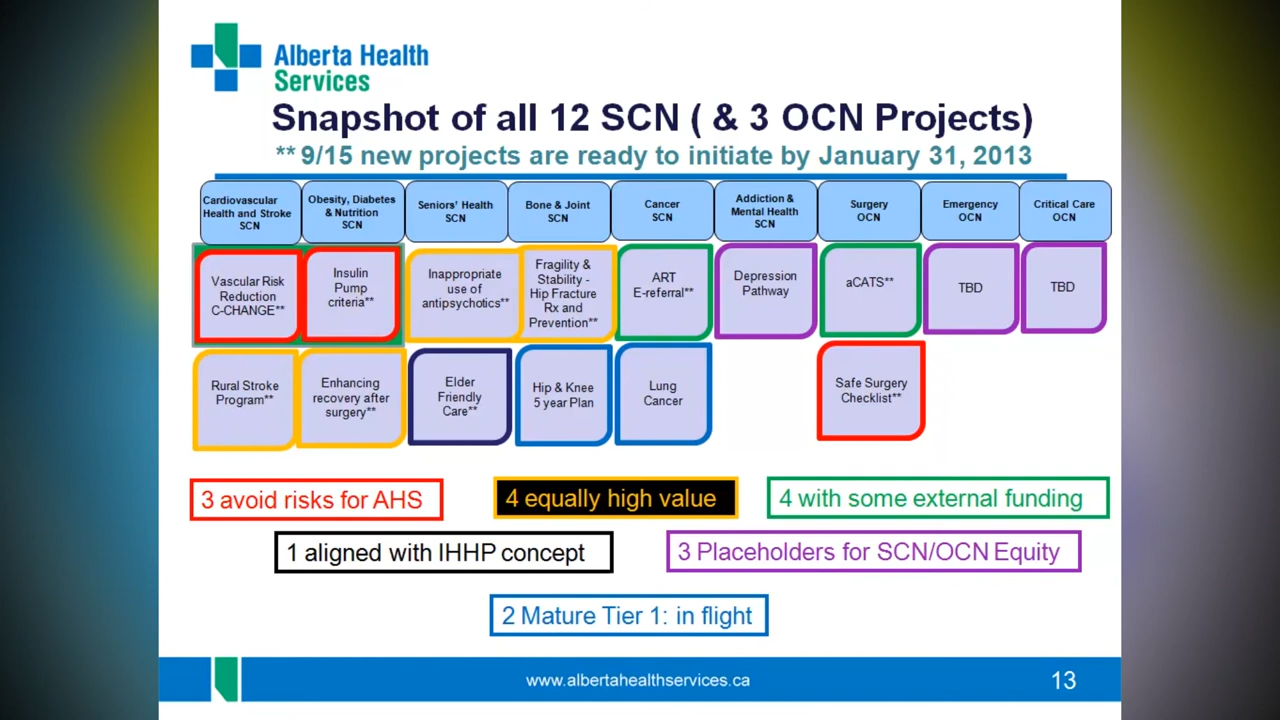 Alberta Health
Services
Snapshot of all 12 SCN ( & 3 OCN Projects)
** 9/15 new projects are ready to initiate by January 31, 2013
Cardiovascular
Health and Stroke
SCN
Obesity, Diabetes
& Nutrition
SCN
Seniors' Health
SCN
Bone & Joint
SCN
Cancer
SCN
Addiction &
Mental Health
SCN
Surgery
OCN
Emergency
OCN
Critical Care
OCN
Vascular Risk
Reduction
C-CHANGE**
Insulin
Pump
criteria**
Inappropriate
use of
antipsychotics**
Fragility &
Stability -
Hip Fracture
Rx and
Prevention**
ART
E-referral**
Depression
Pathway
aCATS**
TBD
TBD
Rural Stroke
Program**
Enhancing
recovery after
surgery**
Elder
Friendly
Care**
Hip & Knee
5 year Plan
Lung
Cancer
Safe Surgery
Checklist**
3 avoid risks for AHS
4 equally high value
4 with some external funding
1 aligned with IHHP concept
3 Placeholders for SCN/OCN Equity
2 Mature Tier 1: in flight
www.albertahealthservices.ca
13